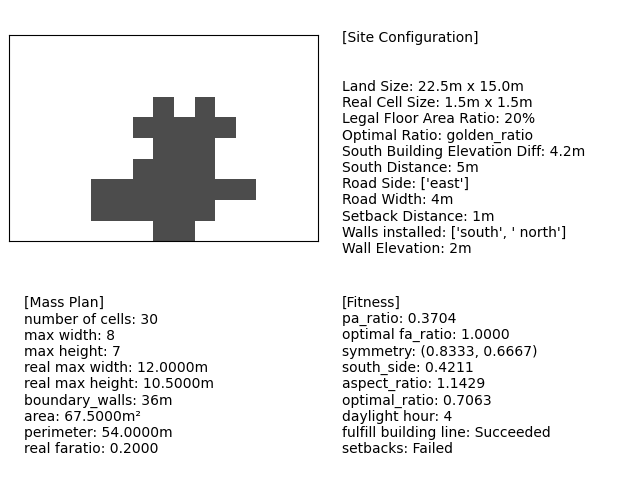 [Site Configuration]
Land Size: 22.5m x 15.0m
Real Cell Size: 1.5m x 1.5m
Legal Floor Area Ratio: 20%
Optimal Ratio: golden_ratio
South Building Elevation Diff: 4.2m
South Distance: 5m
Road Side: ['east']
Road Width: 4m
Setback Distance: 1m
Walls installed: ['south', ' north']
Wall Elevation: 2m
[Mass Plan]
number of cells: 30
max width: 8
max height: 7
real max width: 12.0000m
real max height: 10.5000m
boundary_walls: 36m
area: 67.5000m²
perimeter: 54.0000m
real faratio: 0.2000
[Fitness]
pa_ratio: 0.3704
optimal fa_ratio: 1.0000
symmetry: (0.8333, 0.6667)
south_side: 0.4211
aspect_ratio: 1.1429
optimal_ratio: 0.7063
daylight hour: 4
fulfill building line: Succeeded
setbacks: Failed